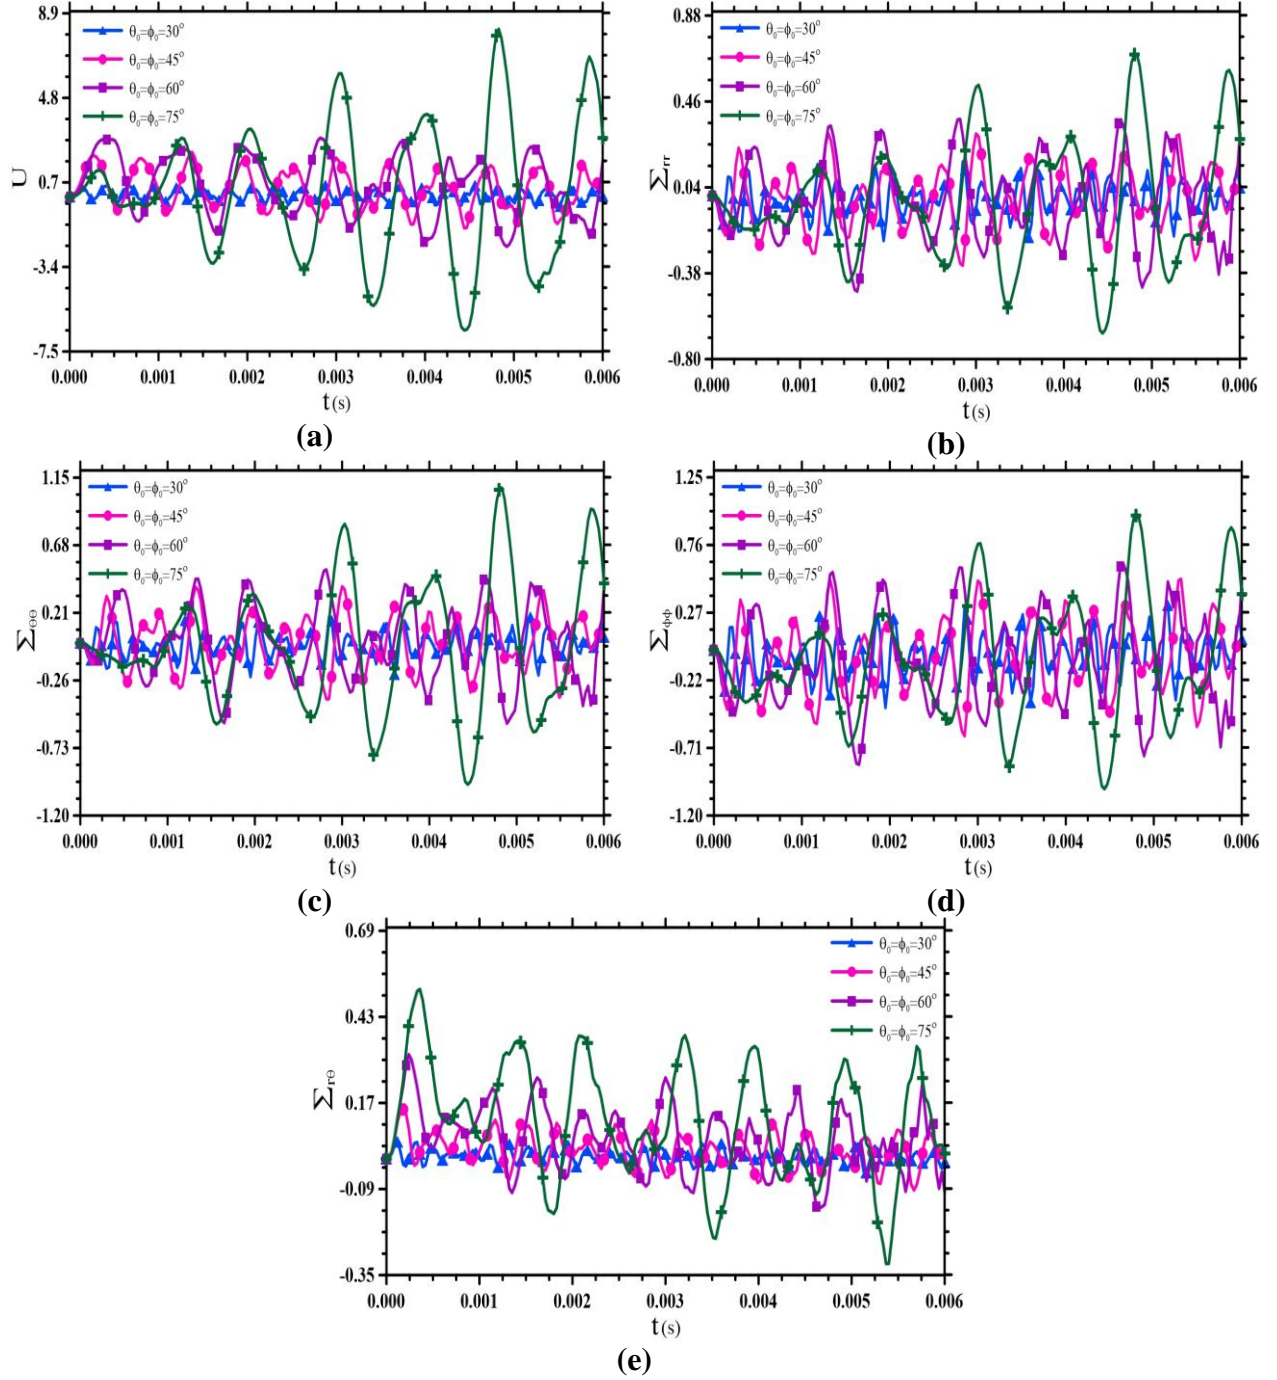 8.9
4.8
0.7
-3.4
-7.5
U
θ₀=ϕ₀=30°
θ₀=ϕ₀=45°
θ₀=ϕ₀=60°
θ₀=ϕ₀=75°
0.000 0.001 0.002 0.003 0.004 0.005 0.006
t(s)
(a)
0.88
0.46
0.04
-0.38
-0.80
Σrr
θ₀=ϕ₀=30°
θ₀=ϕ₀=45°
θ₀=ϕ₀=60°
θ₀=ϕ₀=75°
0.000 0.001 0.002 0.003 0.004 0.005 0.006
t(s)
(b)
1.15
0.68
0.21
-0.26
-0.73
-1.20
Σθθ
θ₀=ϕ₀=30°
θ₀=ϕ₀=45°
θ₀=ϕ₀=60°
θ₀=ϕ₀=75°
0.000 0.001 0.002 0.003 0.004 0.005 0.006
t(s)
(c)
1.25
0.76
0.27
-0.22
-0.71
-1.20
Σϕϕ
θ₀=ϕ₀=30°
θ₀=ϕ₀=45°
θ₀=ϕ₀=60°
θ₀=ϕ₀=75°
0.000 0.001 0.002 0.003 0.004 0.005 0.006
t(s)
(d)
0.69
0.43
0.17
-0.09
-0.35
Σrθ
θ₀=ϕ₀=30°
θ₀=ϕ₀=45°
θ₀=ϕ₀=60°
θ₀=ϕ₀=75°
0.000 0.001 0.002 0.003 0.004 0.005 0.006
t(s)
(e)